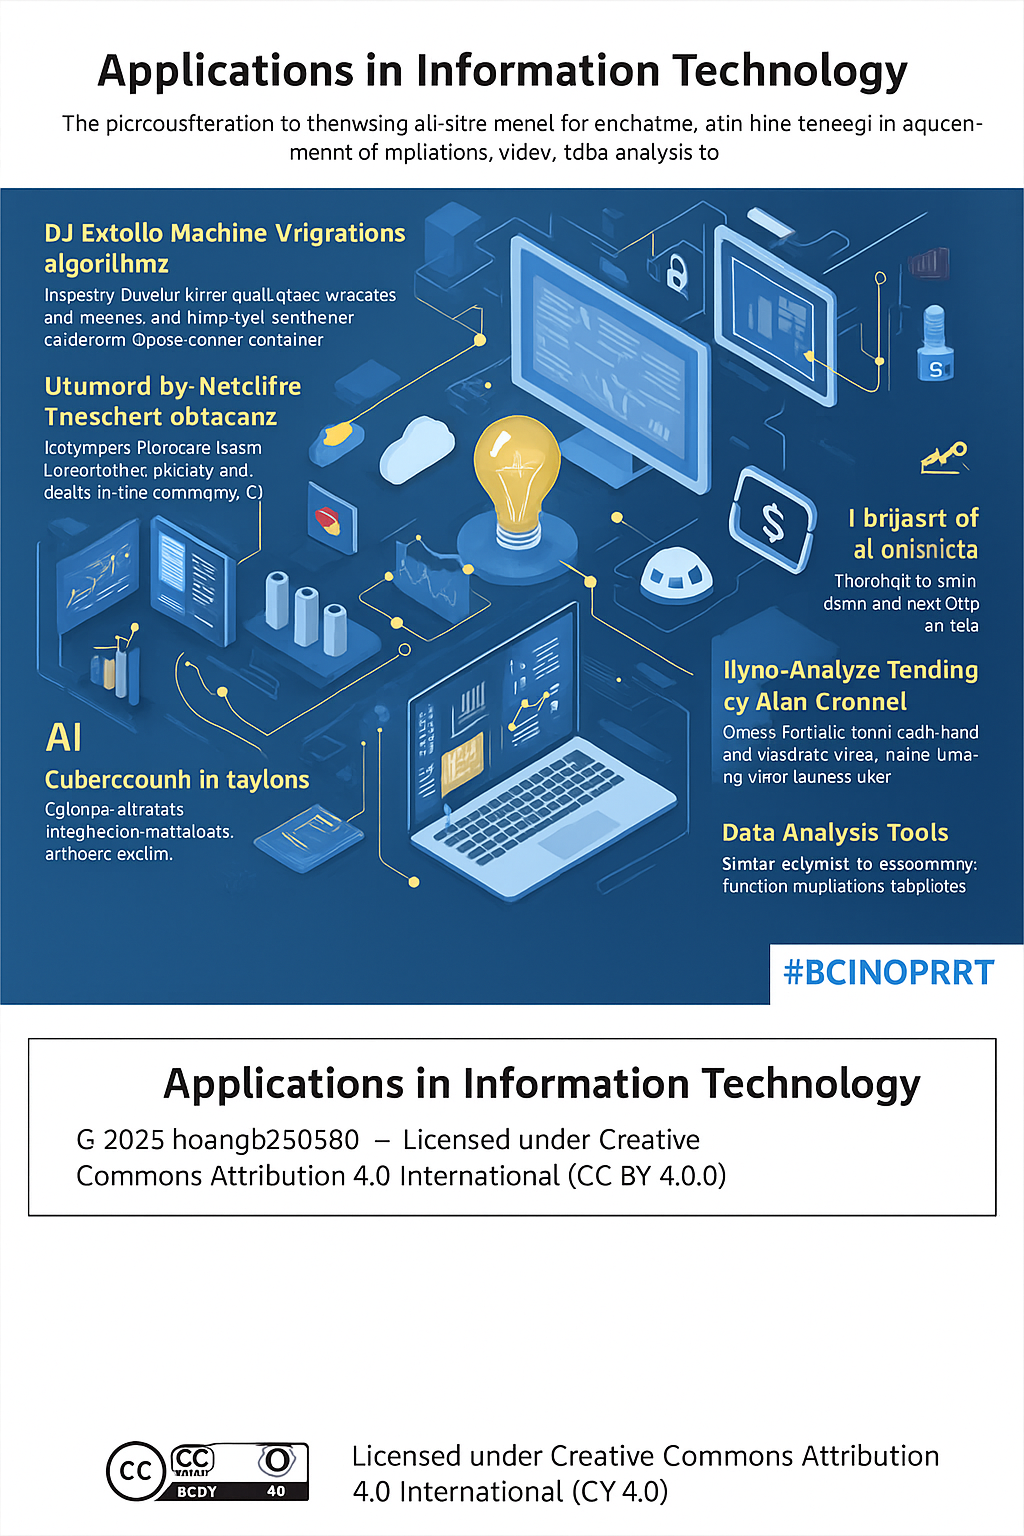 Applications in Information Technology
The picrcousfteration to thenwsing ali-sitre menel for enchatme, atin hine teneegi in aqucen-
mennt of mpliations, videv, tdba analysis to
DJ Extollo Machine Vrigrations
algorilhmz
Inspestry Duvelur kirrer qualL qtaec wracates
and meenes, and himp-tyel senthener
caiderorm Opose-conner container
Utumord by-Netclifre
Tneschert obtacanz
Icotympers Plorocare Isasm
Loreortother, pkiciaty and.
dealts in-tine commqmy, C)
AI
Cuberccounh in taylons
Cglonpa-altratats
integhecion-mattaloats.
arthoerc exclim.
S
$
I brijasrt of
al onisnicta
Thorohqit to smin
dsmn and next Ottp
an tela
Ilyno-Analyze Tending
cy Alan Cronnel
Omess Fortialic tonni cadh-hand
and viasdratc virea, naine luma-
ng viror launess uker
Data Analysis Tools
Simtar eclymist to essoommny:
function mupliations tabpliotes
#BCINOPRRT
Applications in Information Technology
G 2025 hoangb250580 – Licensed under Creative
Commons Attribution 4.0 International (CC BY 4.0.0)
cc CC
BCDY 40
Licensed under Creative Commons Attribution
4.0 International (CY 4.0)